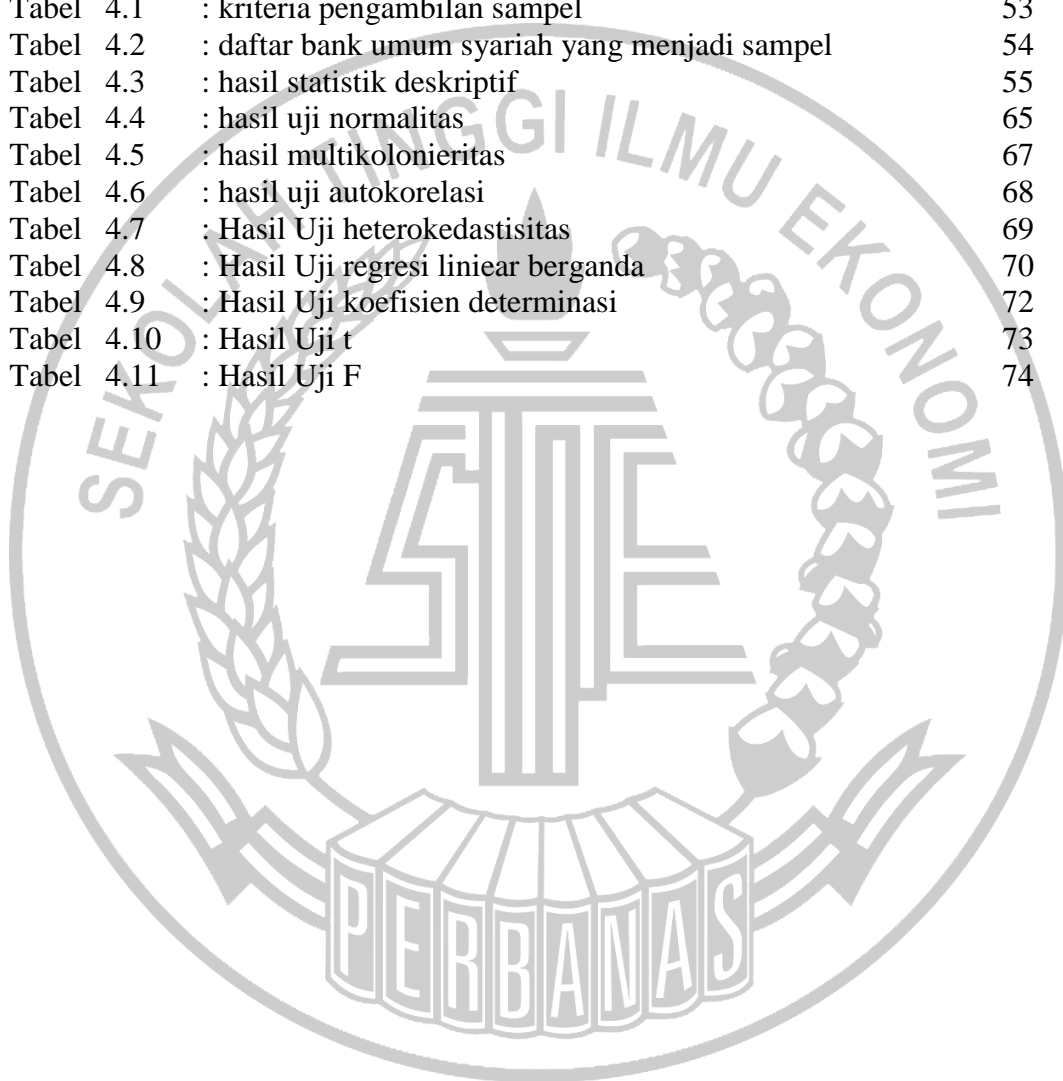 Tabel 4.1 : kriteria pengambilan sampel 53
Tabel 4.2 : daftar bank umum syariah yang menjadi sampel 54
Tabel 4.3 : hasil statistik deskriptif 55
Tabel 4.4 : hasil uji normalitas 65
Tabel 4.5 : hasil multikolonieritas 67
Tabel 4.6 : hasil uji autokorelasi 68
Tabel 4.7 : Hasil Uji heterokedastisitas 69
Tabel 4.8 : Hasil Uji regresi liniear berganda 70
Tabel 4.9 : Hasil Uji koefisien determinasi 72
Tabel 4.10 : Hasil Uji t 73
Tabel 4.11 : Hasil Uji F 74
SEKOLAH TINGGI ILMU EKONOMI
STIE
PERBANAS